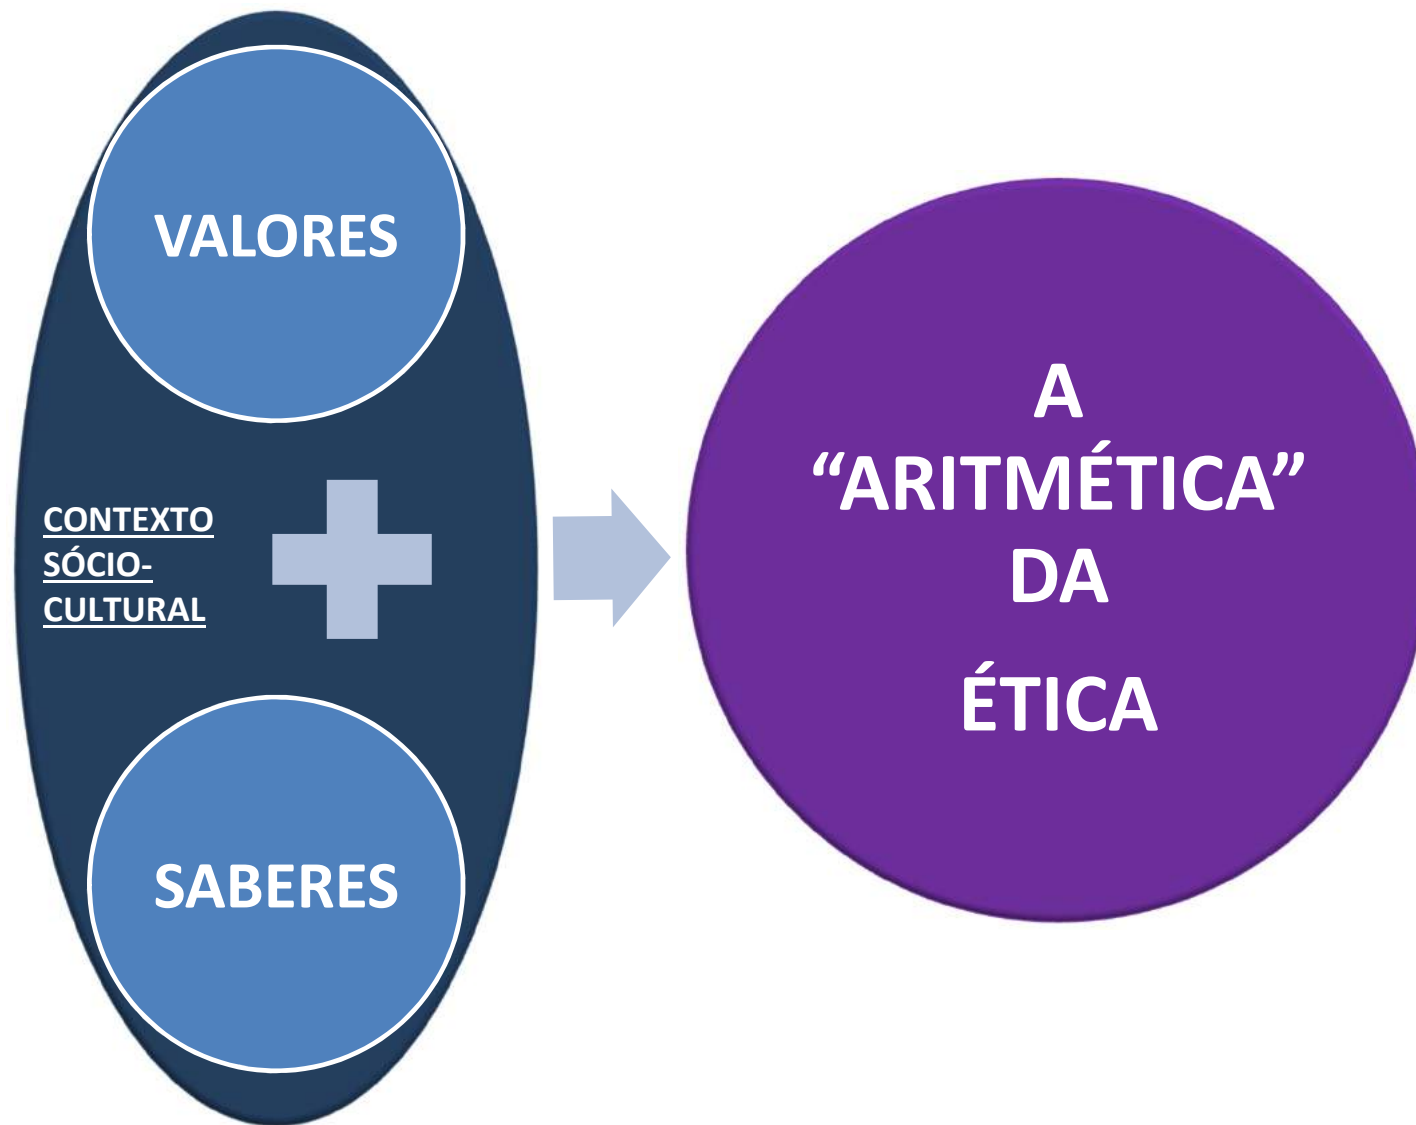 VALORES
CONTEXTO
SÓCIO-
CULTURAL
SABERES
A
“ARITMÉTICA”
DA
ÉTICA